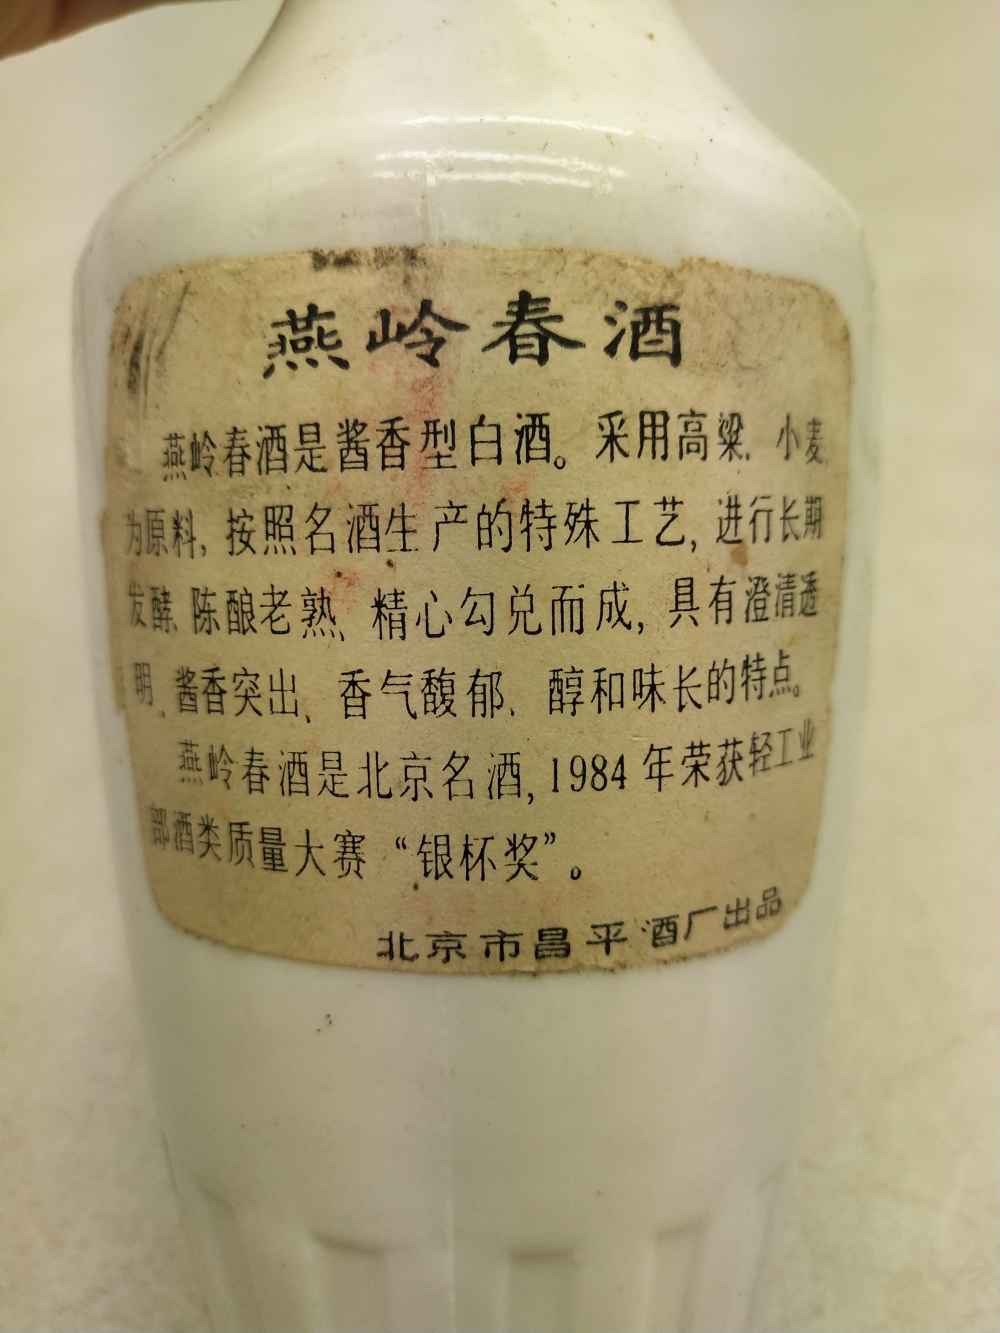 燕岭春酒
燕岭春酒是酱香型白酒。采用高粱、小麦
为原料,按照名酒生产的特殊工艺,进行长期
发酵、陈酿老熟、精心勾兑而成,具有澄清透
明、酱香突出、香气馥郁、醇和味长的特点。
燕岭春酒是北京名酒,1984年荣获轻工业
部酒类质量大赛“银杯奖”。
北京市昌平酒厂出品